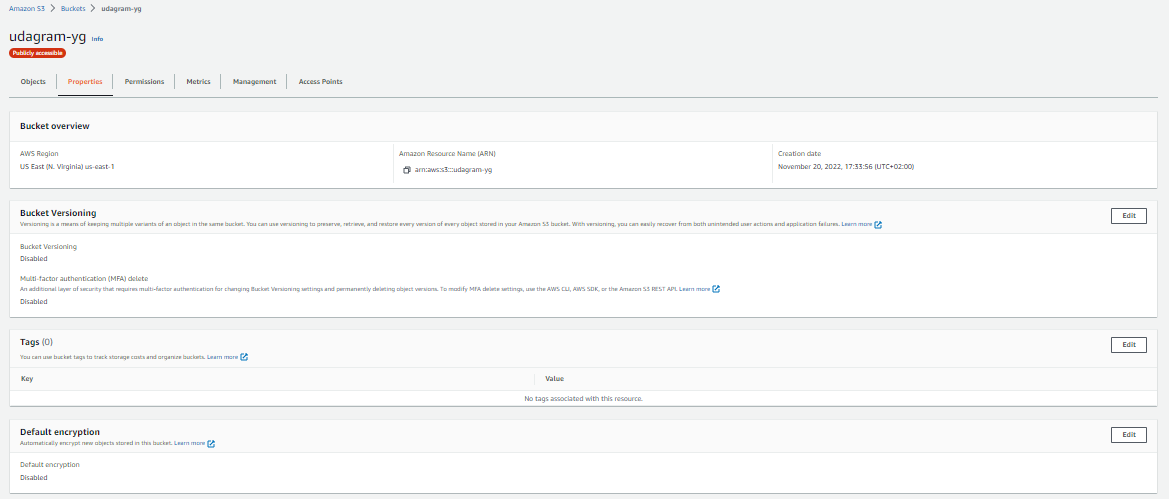 Amazon S3 > Buckets > udagram-yg
udagram-yg Info
Publicly accessible
Objects Properties Permissions Metrics Management Access Points
Bucket overview
AWS Region
US East (N. Virginia) us-east-1
Amazon Resource Name (ARN)
arn:aws:s3:::udagram-yg
Creation date
November 20, 2022, 17:33:56 (UTC+02:00)
Bucket Versioning
Edit
Versioning is a means of keeping multiple variants of an object in the same bucket. You can use versioning to preserve, retrieve, and restore every version of every object stored in your Amazon S3 bucket. With versioning, you can easily recover from both unintended user actions and application failures. Learn more
Bucket Versioning
Disabled
Multi-factor authentication (MFA) delete
An additional layer of security that requires multi-factor authentication for changing Bucket Versioning settings and permanently deleting object versions. To modify MFA delete settings, use the AWS CLI, AWS SDK, or the Amazon S3 REST API. Learn more
Disabled
Tags (0)
Edit
You can use bucket tags to track storage costs and organize buckets. Learn more
Key Value
No tags associated with this resource.
Default encryption
Edit
Automatically encrypt new objects stored in this bucket. Learn more
Default encryption
Disabled